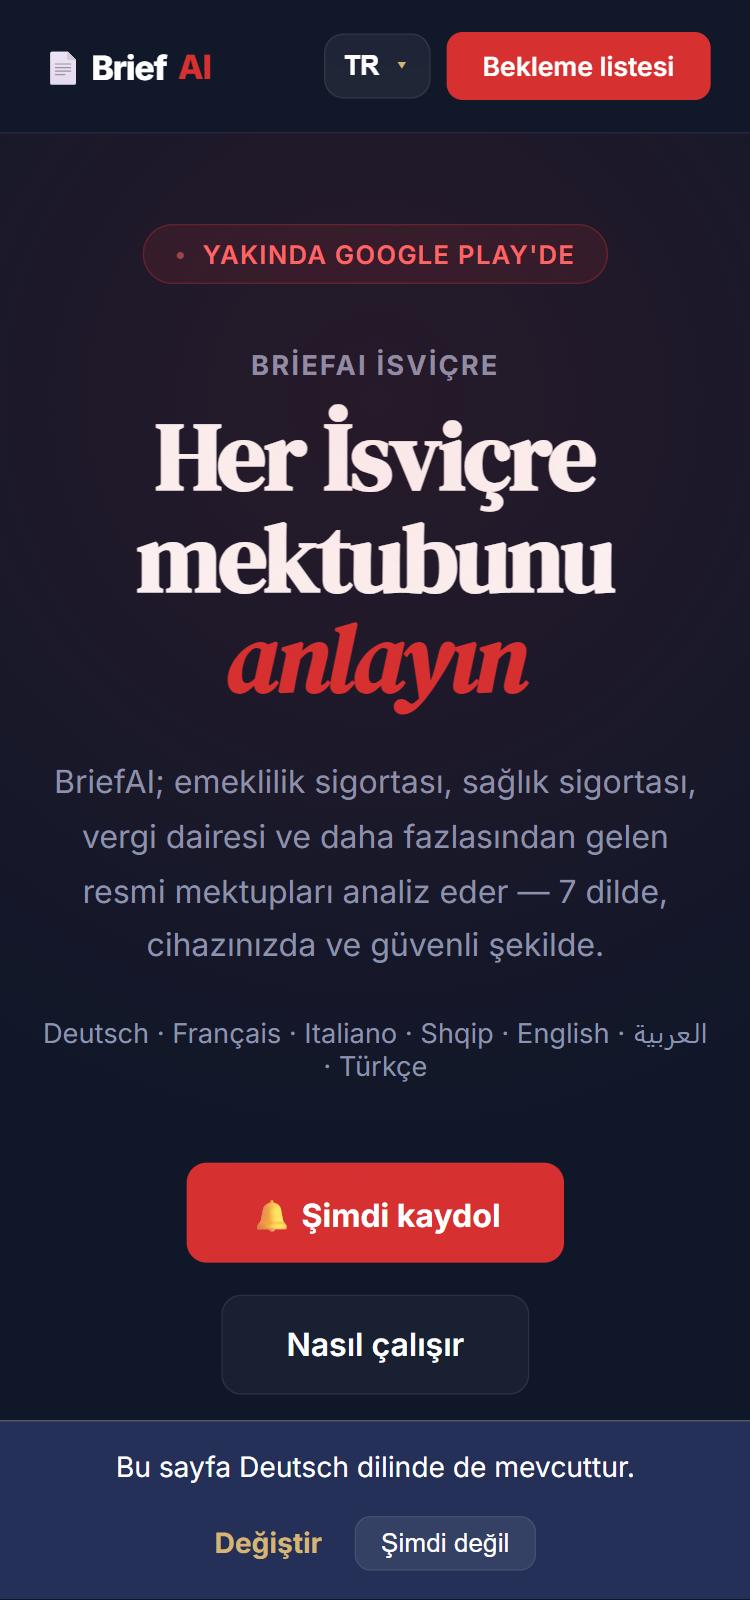 Brief AI
TR
Bekleme listesi
• YAKINDA GOOGLE PLAY'DE
BRİEFAI İSVİÇRE
Her İsviçre
mektubunu
anlayın
BriefAI; emeklilik sigortası, sağlık sigortası,
vergi dairesi ve daha fazlasından gelen
resmi mektupları analiz eder — 7 dilde,
cihazınızda ve güvenli şekilde.
Deutsch · Français · Italiano · Shqip · English · العربية
· Türkçe
🔔 Şimdi kaydol
Nasıl çalışır
Bu sayfa Deutsch dilinde de mevcuttur.
Değiştir
Şimdi değil